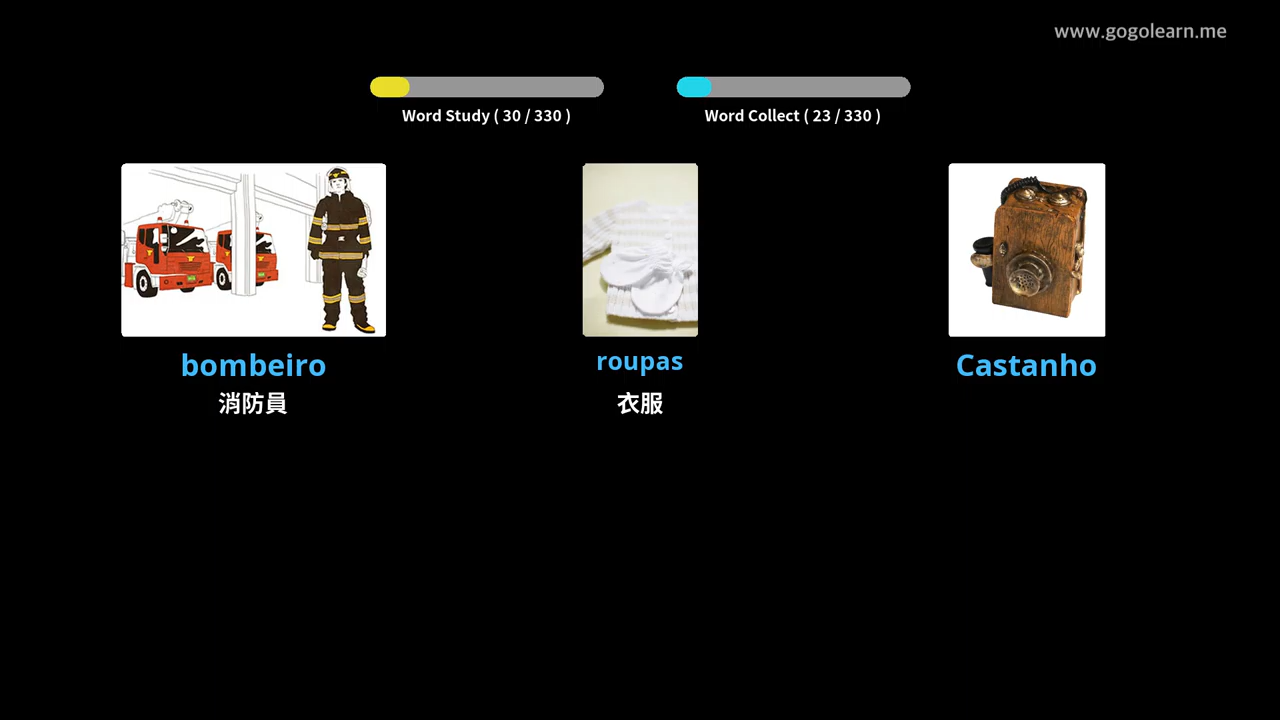 www.gogolearn.me
Word Study ( 30 / 330 )
Word Collect ( 23 / 330 )
bombeiro
消防員
roupas
衣服
Castanho